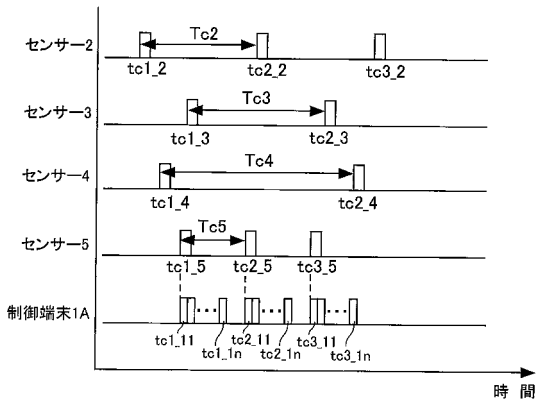 センサー2
Tc2
tc1_2
tc2_2
tc3_2
センサー3
Tc3
tc1_3
tc2_3
センサー4
Tc4
tc1_4
tc2_4
センサー5
Tc5
tc1_5
tc2_5
tc3_5
制御端末1A
tc1_11
tc1_1n
tc2_11
tc2_1n
tc3_11
tc3_1n
時 間